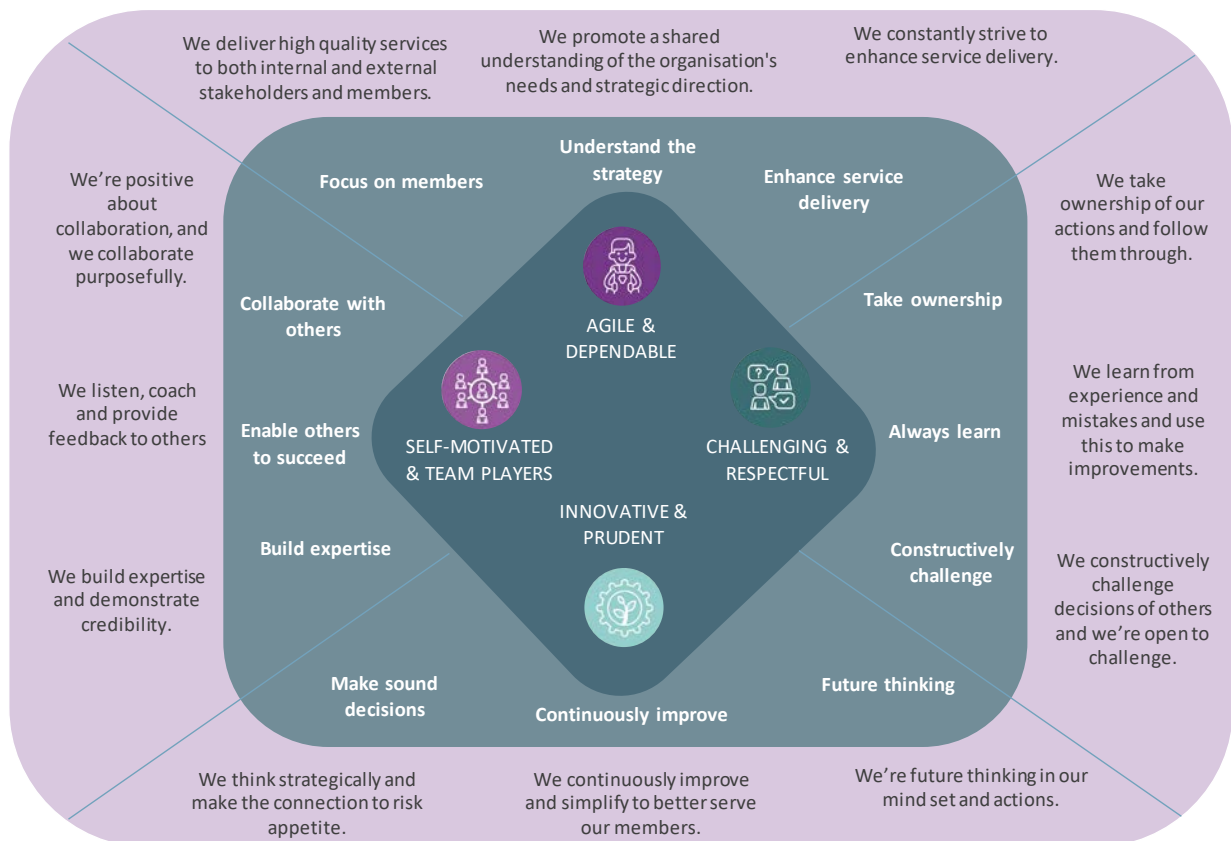 We deliver high quality services
to both internal and external
stakeholders and members.
We promote a shared
understanding of the organisation's
needs and strategic direction.
We constantly strive to
enhance service delivery.
Focus on members
Understand the
strategy
Enhance service
delivery
We're positive
about
collaboration, and
we collaborate
purposefully.
We take
ownership of our
actions and follow
them through.
Collaborate with
others
AGILE &
DEPENDABLE
Take ownership
We listen, coach
and provide
feedback to others
Enable others
to succeed
SELF-MOTIVATED
& TEAM PLAYERS
CHALLENGING &
RESPECTFUL
Always learn
We learn from
experience and
mistakes and use
this to make
improvements.
INNOVATIVE &
PRUDENT
Build expertise
We build expertise
and demonstrate
credibility.
Constructively
challenge
We constructively
challenge
decisions of others
and we're open to
challenge.
Make sound
decisions
Continuously improve
Future thinking
We think strategically and
make the connection to risk
appetite.
We continuously improve
and simplify to better serve
our members.
We're future thinking in our
mind set and actions.